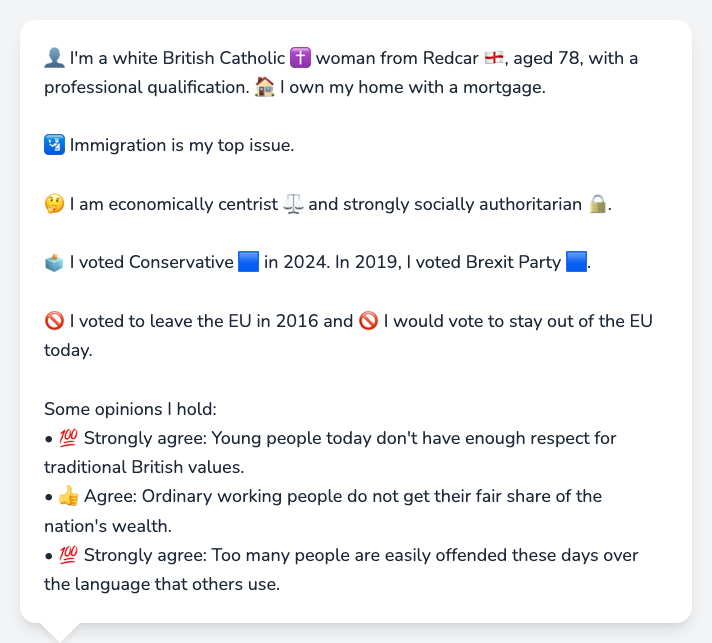 👤 I'm a white British Catholic ✝️ woman from Redcar 🏴󠁧󠁢󠁥󠁮󠁧󠁿, aged 78, with a
professional qualification. 🏠 I own my home with a mortgage.
🛂 Immigration is my top issue.
🤔 I am economically centrist ⚖️ and strongly socially authoritarian 🔒.
🗳️ I voted Conservative 🟦 in 2024. In 2019, I voted Brexit Party 🟦.
🚫 I voted to leave the EU in 2016 and 🚫 I would vote to stay out of the EU
today.
Some opinions I hold:
• 💯 Strongly agree: Young people today don't have enough respect for
traditional British values.
• 👍 Agree: Ordinary working people do not get their fair share of the
nation's wealth.
• 💯 Strongly agree: Too many people are easily offended these days over
the language that others use.